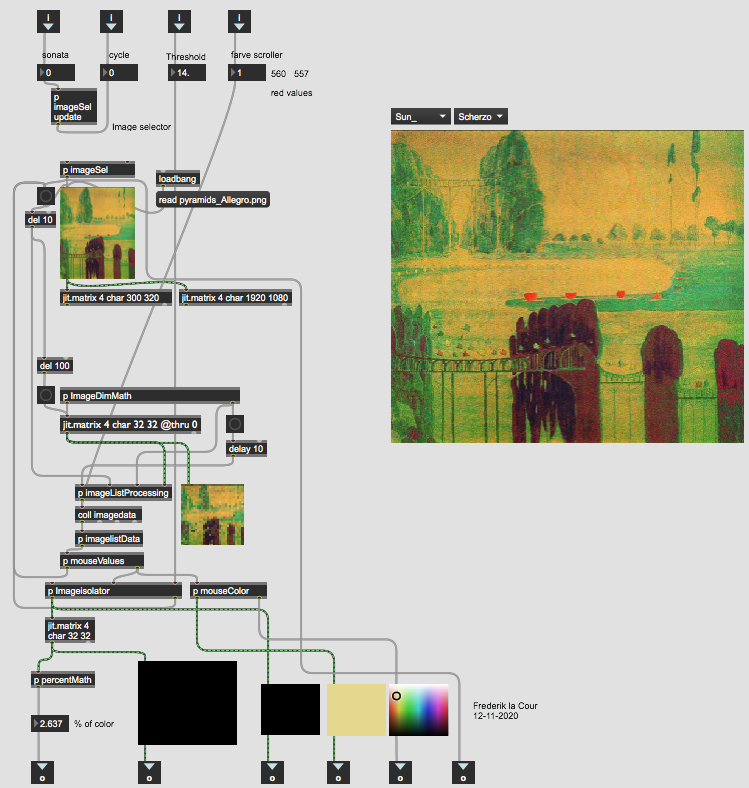 i
i
i
i
sonata
cycle
Threshold
farve scroller
0
0
14.
1
560 557
red values
p
imageSel
update
Image selector
Sun_
Scherzo
p imageSel
loadbang
read pyramids_Allegro.png
del 10
jit.matrix 4 char 300 320
jit.matrix 4 char 1920 1080
del 100
p ImageDimMath
jit.matrix 4 char 32 32 @thru 0
delay 10
p imageListProcessing
coll imagedata
p imagelistData
p mouseValues
p Imageisolator
p mouseColor
jit.matrix 4
char 32 32
p percentMath
2.637
% of color
Frederik la Cour
12-11-2020
o
o
o
o
o
o